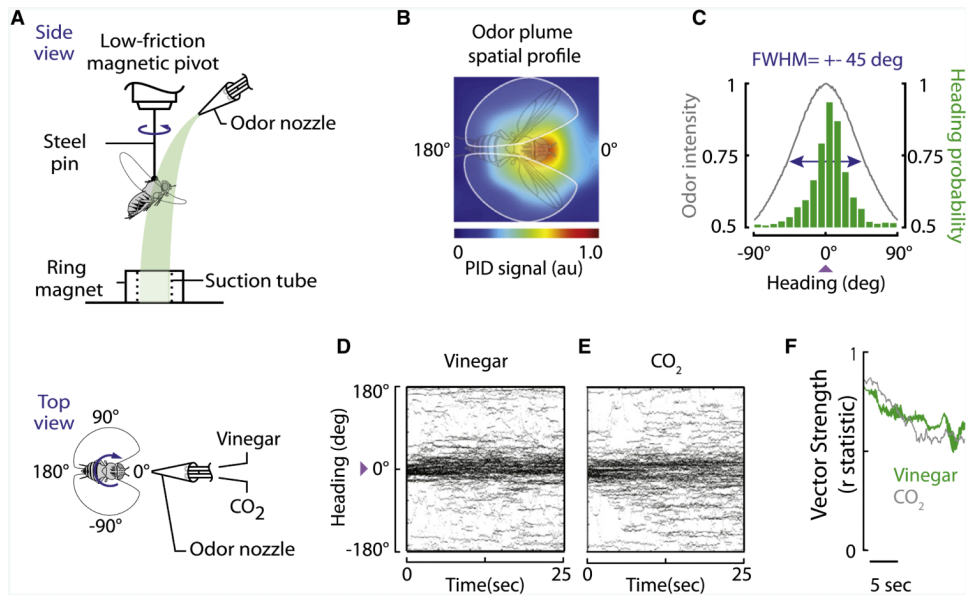 A
Side
view
Low-friction
magnetic pivot
Odor nozzle
Steel
pin
Ring
magnet
Suction tube
Top
view
90°
180°
0°
-90°
Vinegar
CO2
Odor nozzle
B
Odor plume
spatial profile
180°
0°
0
1.0
PID signal (au)
C
FWHM= +- 45 deg
Odor intensity
1
0.75
0.5
1
0.75
0.5
Heading probability
-90°
0°
90°
Heading (deg)
D
Vinegar
Heading (deg)
180°
0°
-180°
0
25
Time(sec)
E
CO2
0
25
Time(sec)
F
Vector Strength
(r statistic)
1
0
Vinegar
CO2
5 sec